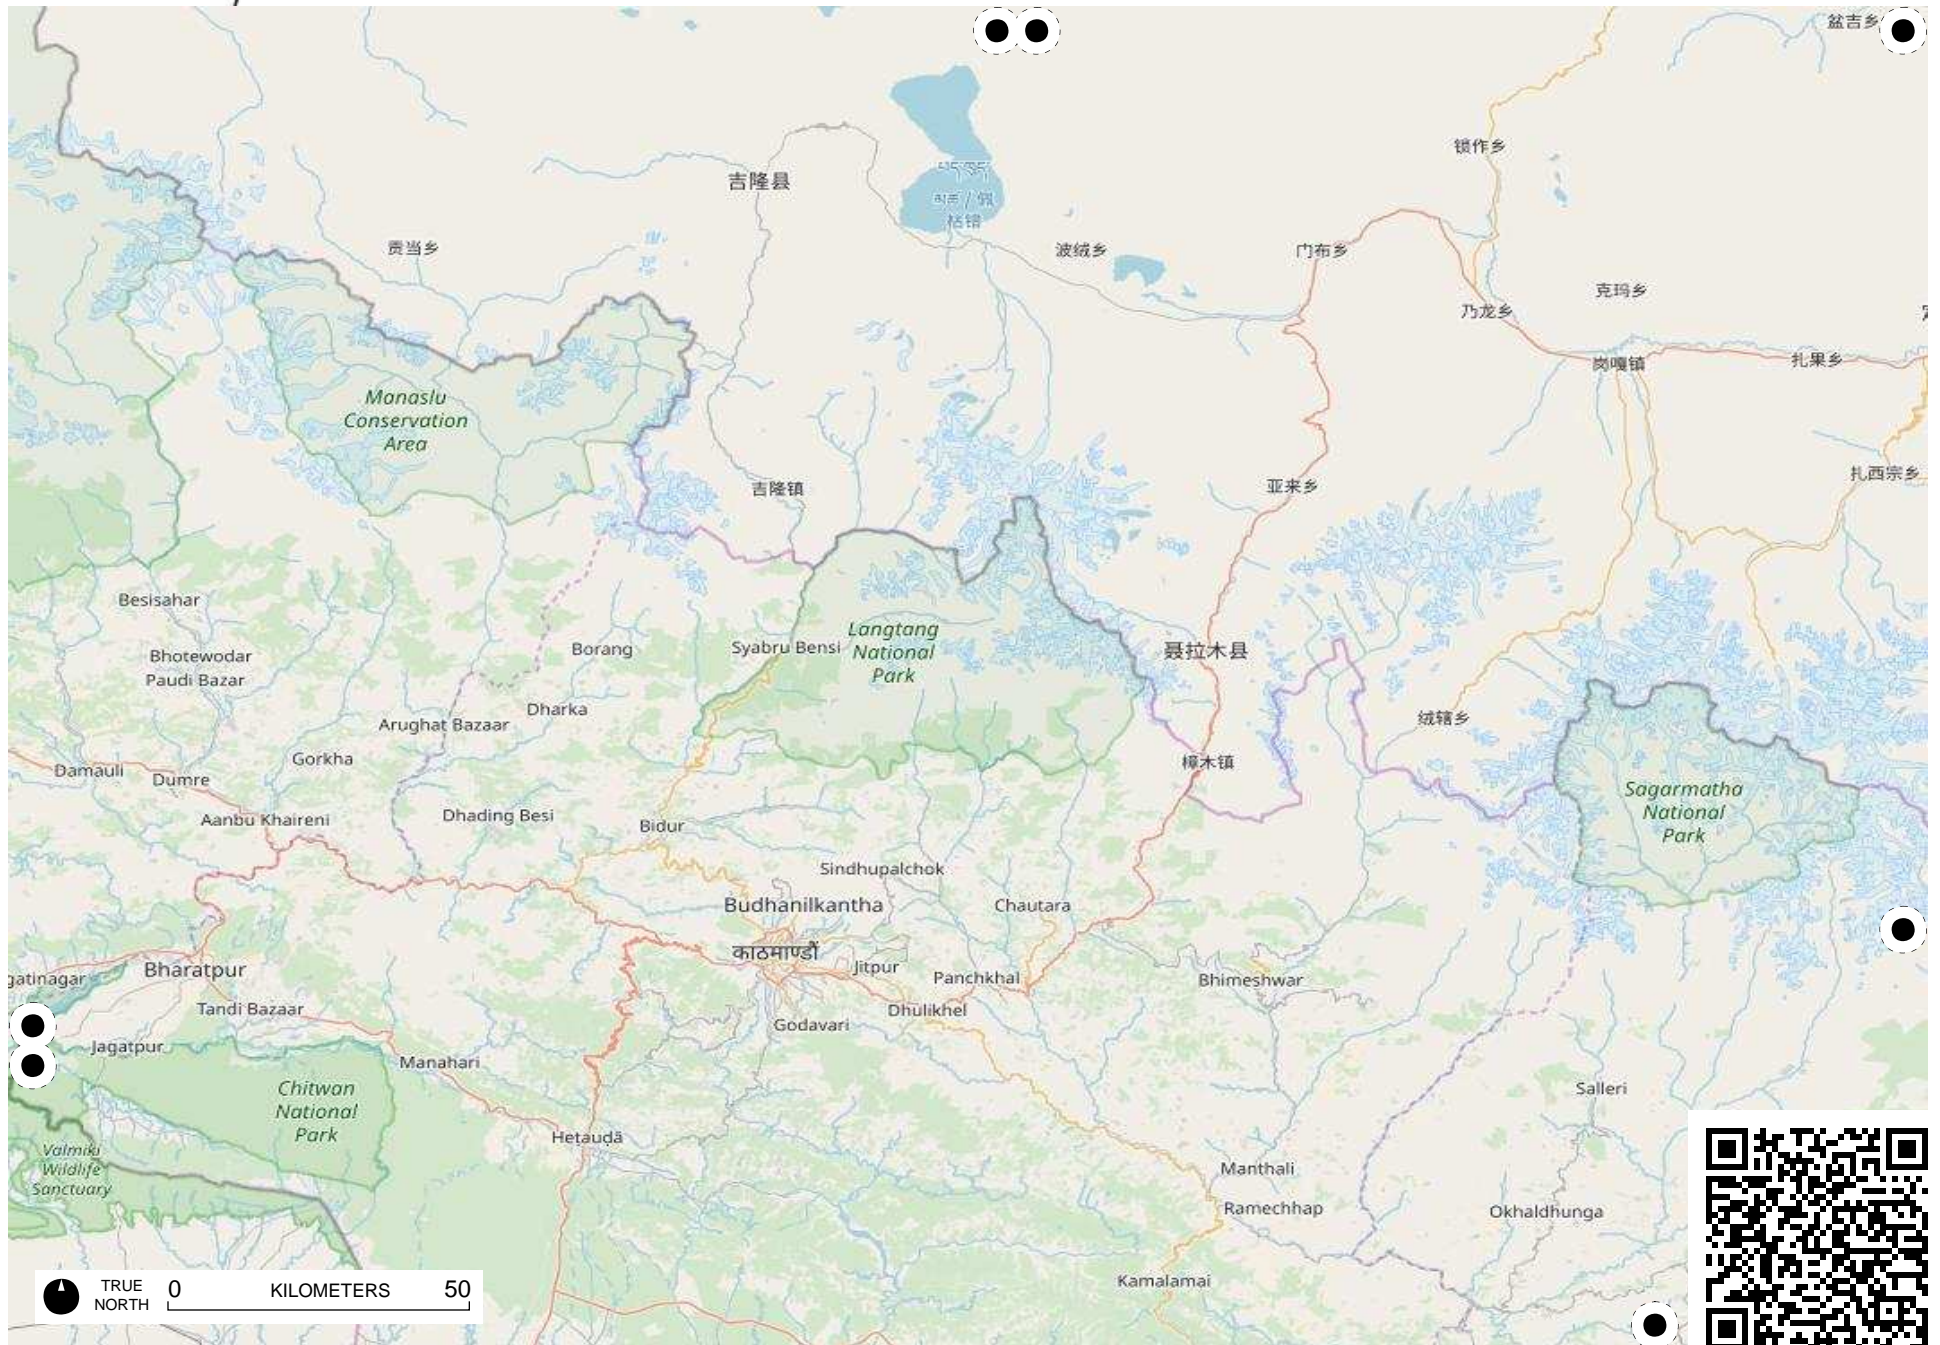 盆吉乡
锁作乡
吉隆县
贡当乡
波绒乡
门布乡
克玛乡
乃龙乡
岗嘎镇
扎果乡
Manaslu
Conservation
Area
吉隆镇
亚来乡
扎西宗乡
Besisahar
Bhotewodar
Paudi Bazar
Borang
Syabru Bensi
Langtang
National
Park
聂拉木县
Dharka
Arughat Bazaar
绒辖乡
Gorkha
Damauli
Dumre
樟木镇
Sagarmatha
National
Park
Aanbu Khaireni
Dhading Besi
Bidur
Sindhupalchok
Budhanilkantha
Chautara
काठमाण्डौं
Bharatpur
gatinagar
Jitpur
Panchkhal
Bhimeshwar
Tandi Bazaar
Dhulikhel
Godavari
Jagatpur
Manahari
Chitwan
National
Park
Salleri
Hetauda
Valmiki
Wildlife
Sanctuary
Manthali
Ramechhap
Okhaldhunga
Kamalamai
TRUE
NORTH
0 KILOMETERS 50